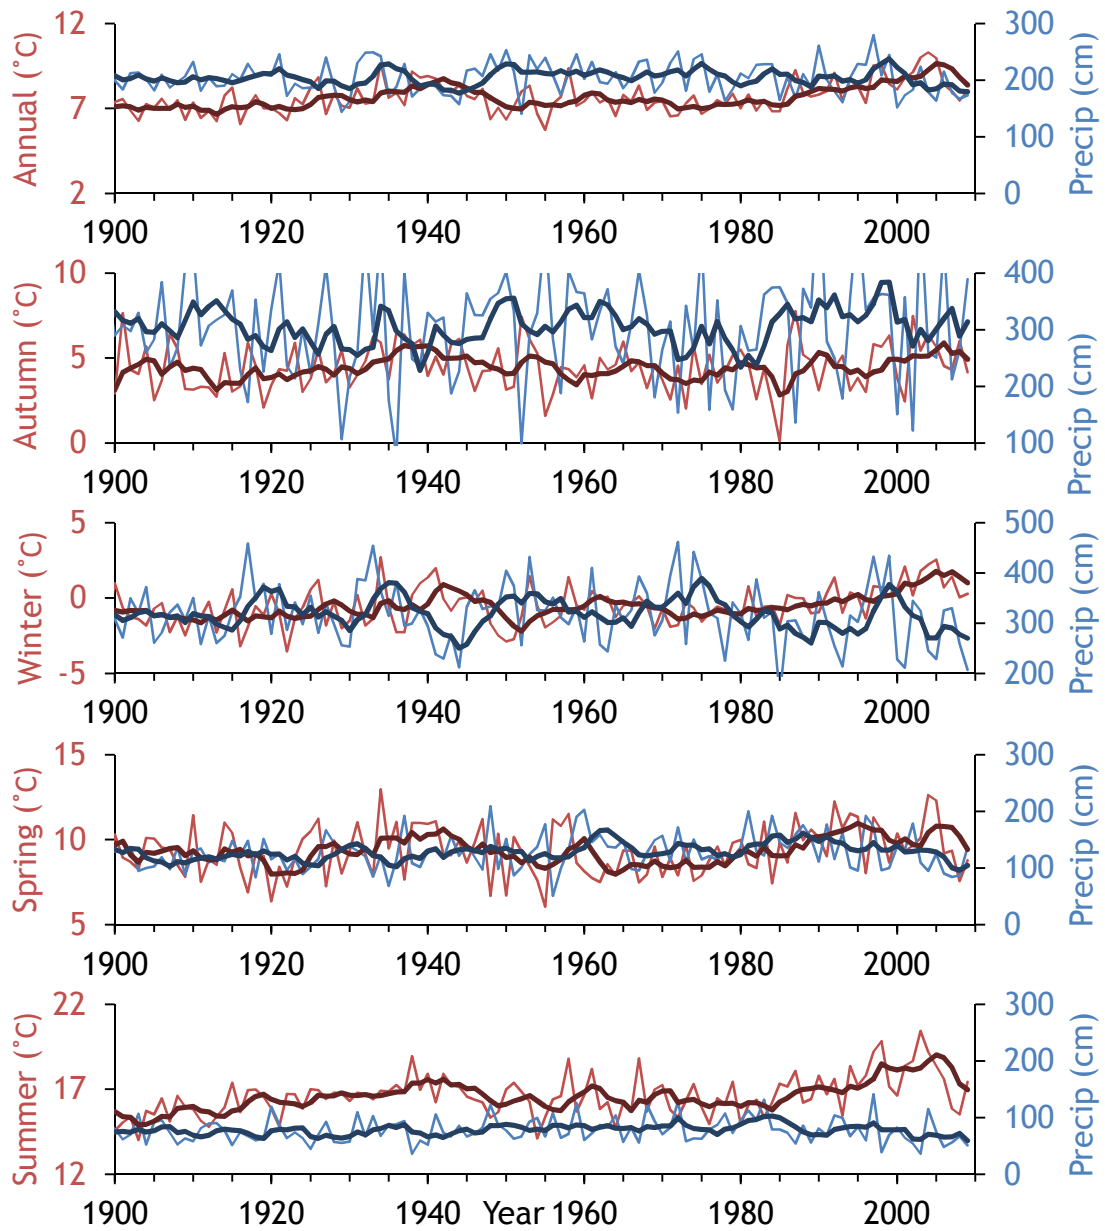 Annual (˚C)
12
7
2
300
200
100
0
Precip (cm)
1900 1920 1940 1960 1980 2000
Autumn (˚C)
10
5
0
400
300
200
100
Precip (cm)
1900 1920 1940 1960 1980 2000
Winter (˚C)
5
0
-5
500
400
300
200
Precip (cm)
1900 1920 1940 1960 1980 2000
Spring (˚C)
15
10
5
300
200
100
0
Precip (cm)
1900 1920 1940 1960 1980 2000
Summer (˚C)
22
17
12
300
200
100
0
Precip (cm)
1900 1920 1940 Year 1960 1980 2000